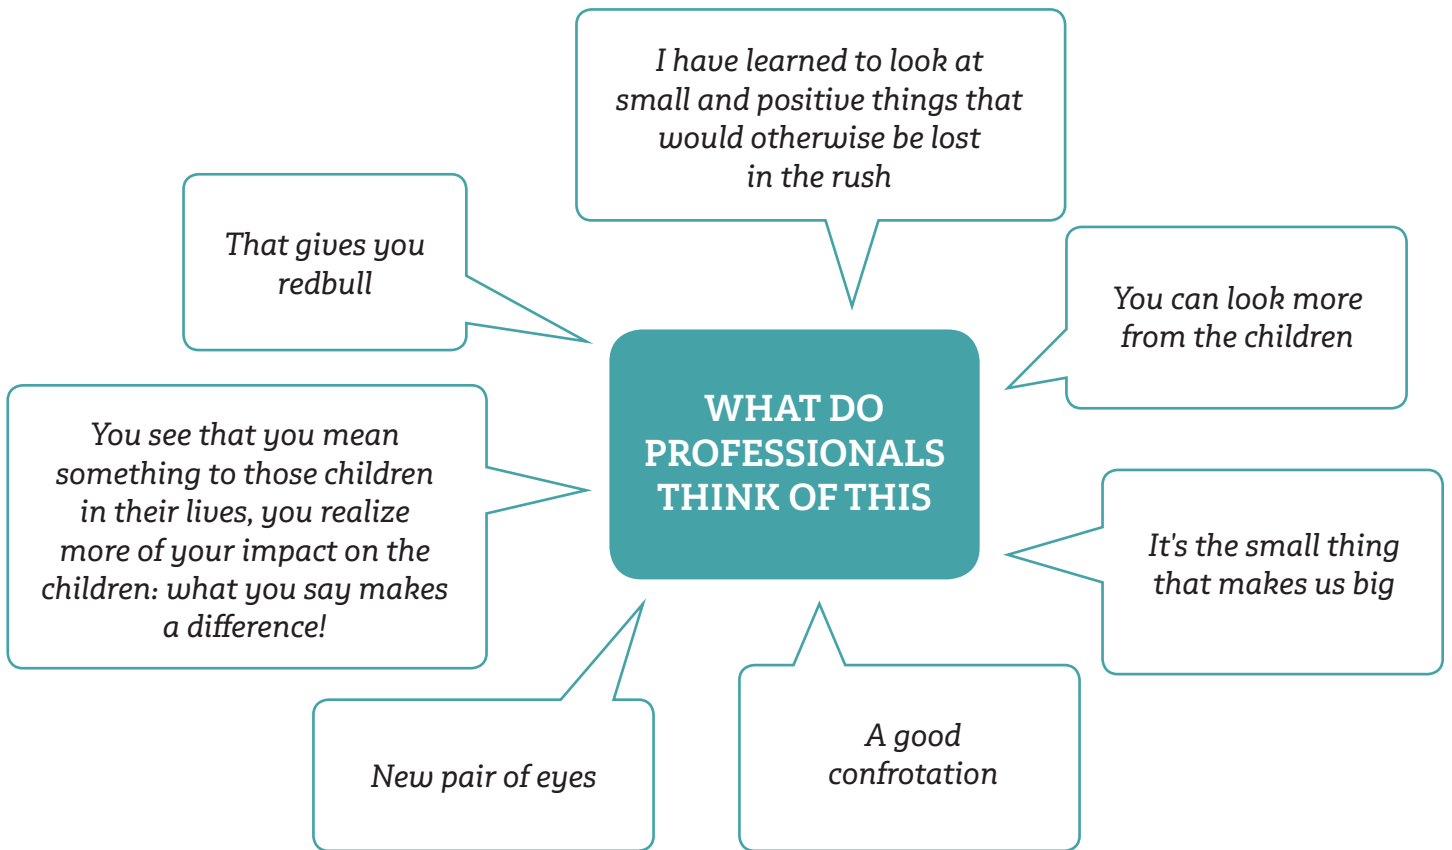 I have learned to look at
small and positive things that
would otherwise be lost
in the rush
That gives you
redbull
You can look more
from the children
WHAT DO
PROFESSIONALS
THINK OF THIS
You see that you mean
something to those children
in their lives, you realize
more of your impact on the
children: what you say makes
a difference!
It's the small thing
that makes us big
New pair of eyes
A good
confrotation